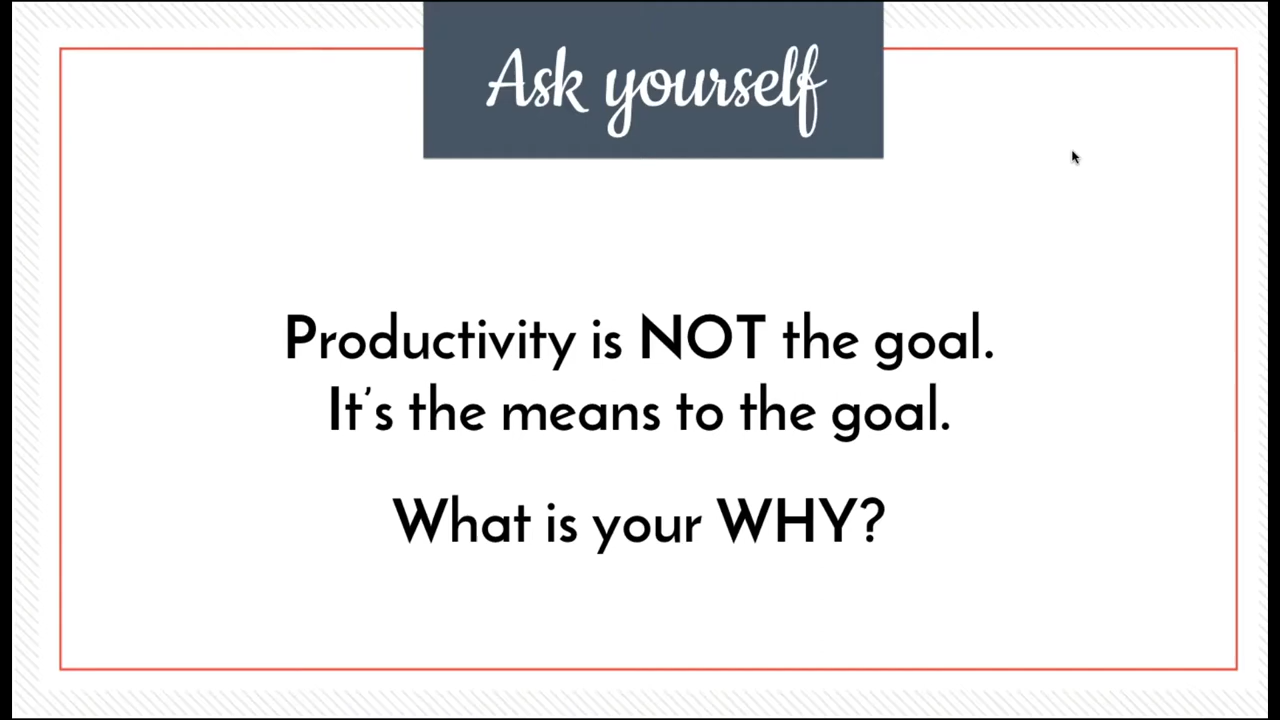 Ask yourself
Productivity is NOT the goal.
It's the means to the goal.
What is your WHY?